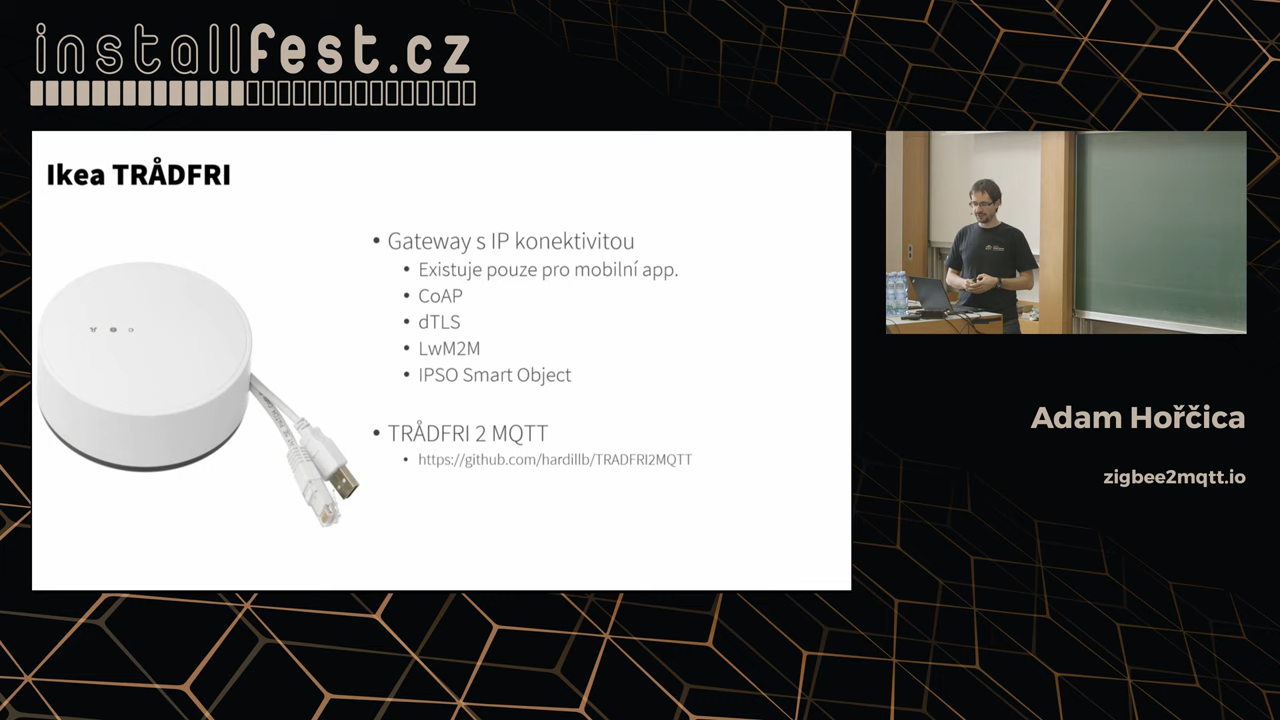 installfest.cz
Ikea TRÅDFRI
• Gateway s IP konektivitou
• Existuje pouze pro mobilní app.
• CoAP
• dTLS
• LwM2M
• IPSO Smart Object
• TRÅDFRI 2 MQTT
• https://github.com/hardillb/TRADFRI2MQTT
Adam Hořčica
zigbee2mqtt.io